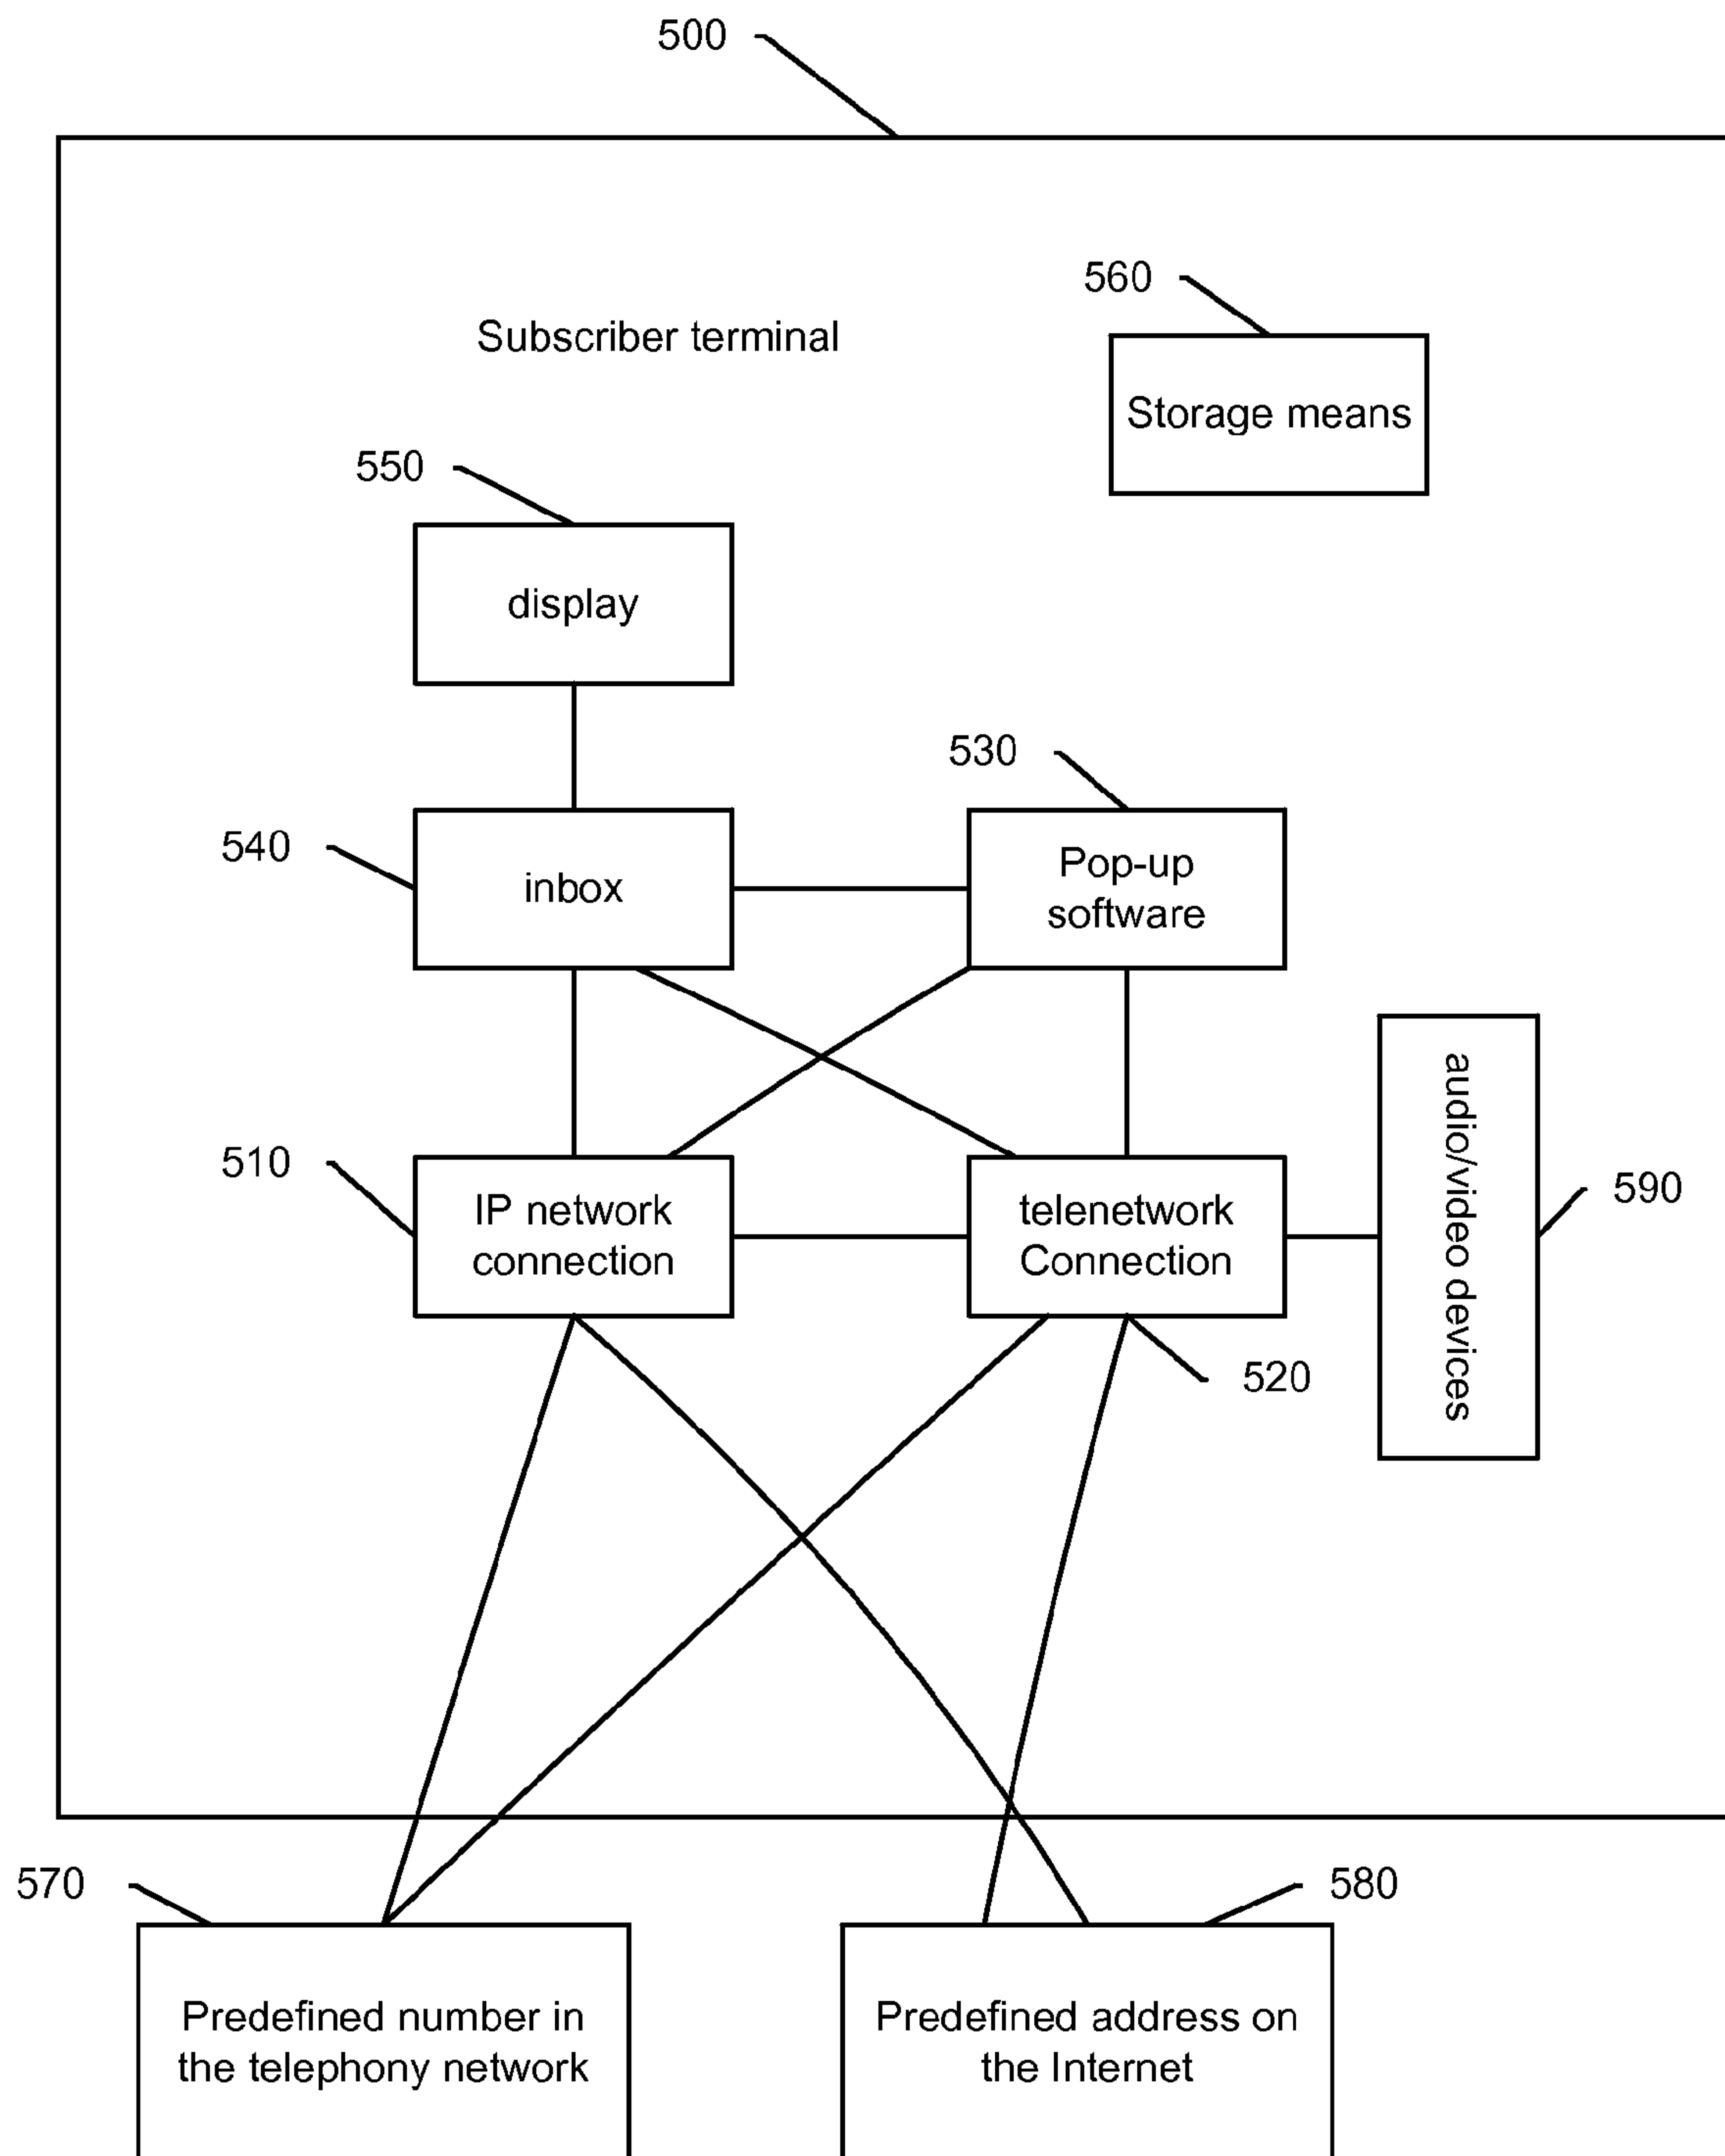 500
560
Subscriber terminal
Storage means
550
display
530
540
inbox
Pop-up
software
510
IP network
connection
telenetwork
Connection
audio/video devices
590
520
570
580
Predefined number in
the telephony network
Predefined address on
the Internet